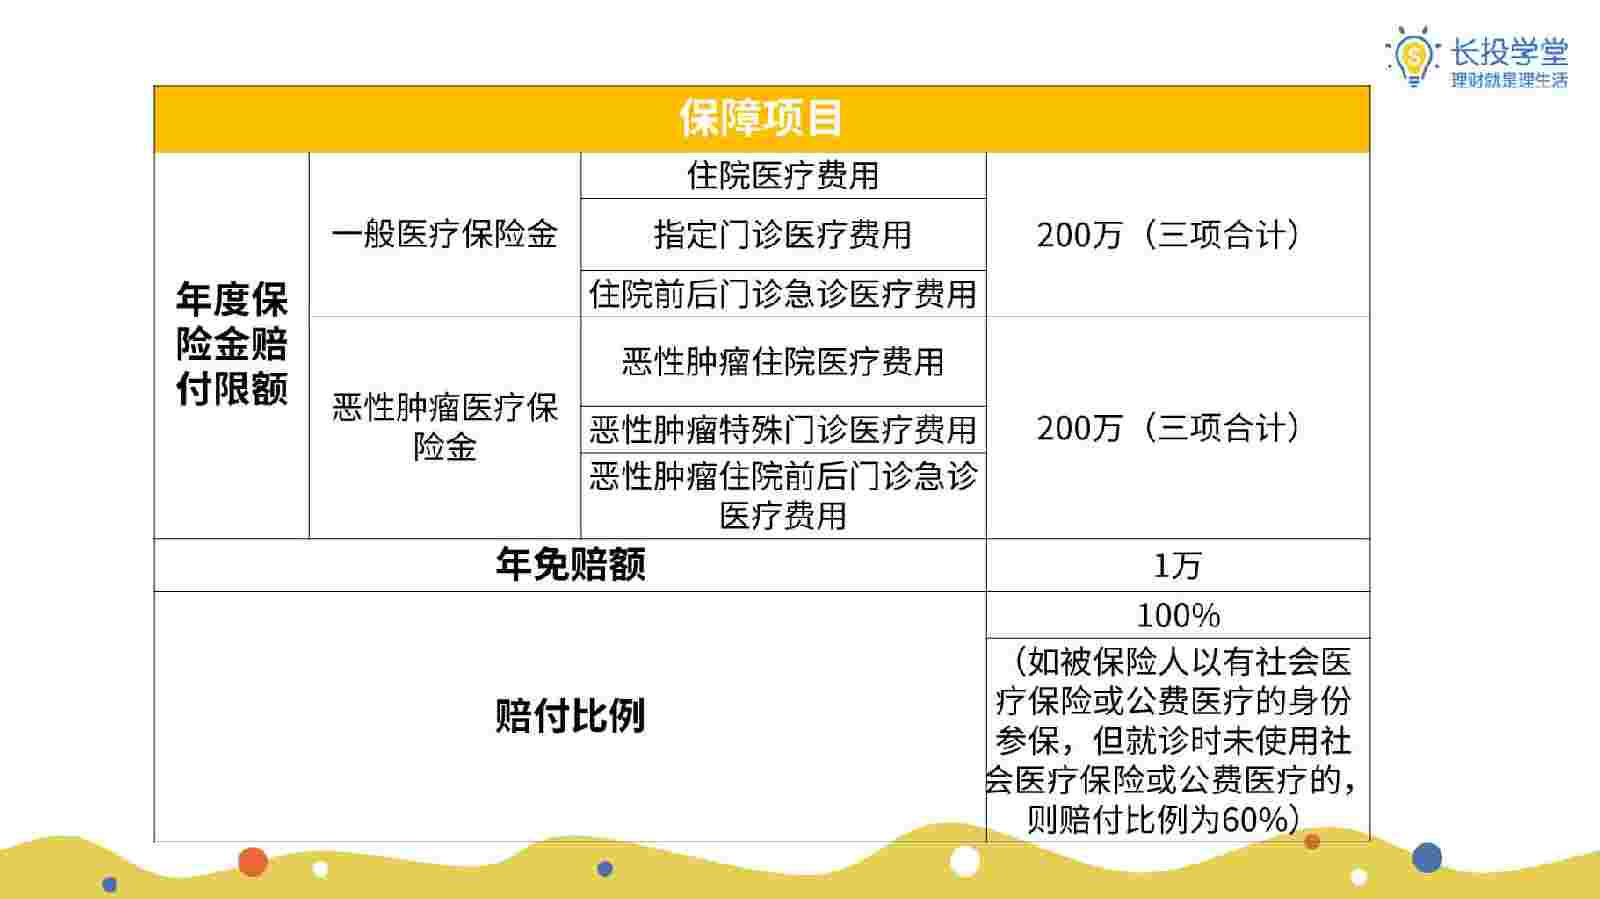 长投学堂
理财就是理生活
保障项目
年度保
险金赔
付限额
一般医疗保险金
住院医疗费用
指定门诊医疗费用
住院前后门诊急诊医疗费用
200万（三项合计）
恶性肿瘤医疗保
险金
恶性肿瘤住院医疗费用
恶性肿瘤特殊门诊医疗费用
恶性肿瘤住院前后门诊急诊
医疗费用
200万（三项合计）
年免赔额
1万
赔付比例
100%
（如被保险人以有社会医
疗保险或公费医疗的身份
参保，但就诊时未使用社
会医疗保险或公费医疗的，
则赔付比例为60%）